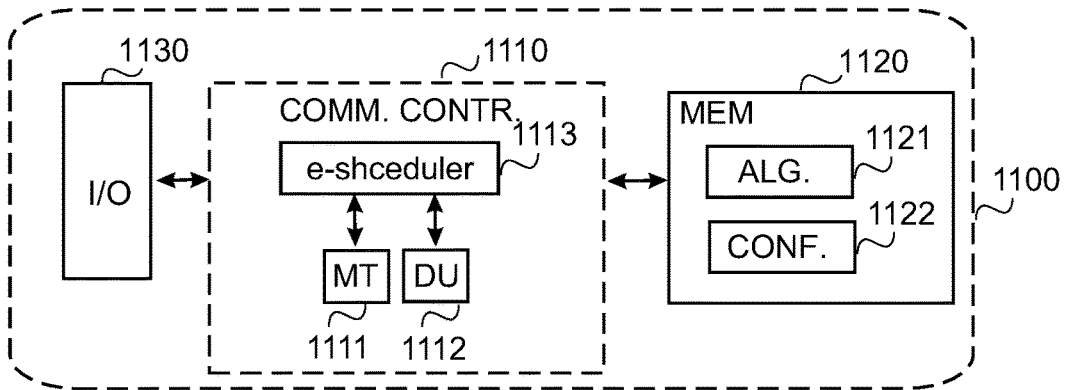 1130
1110
1120
COMM. CONTR.
MEM
1113
1121
e-shceduler
ALG.
1100
I/O
1122
CONF.
MT
DU
1111
1112